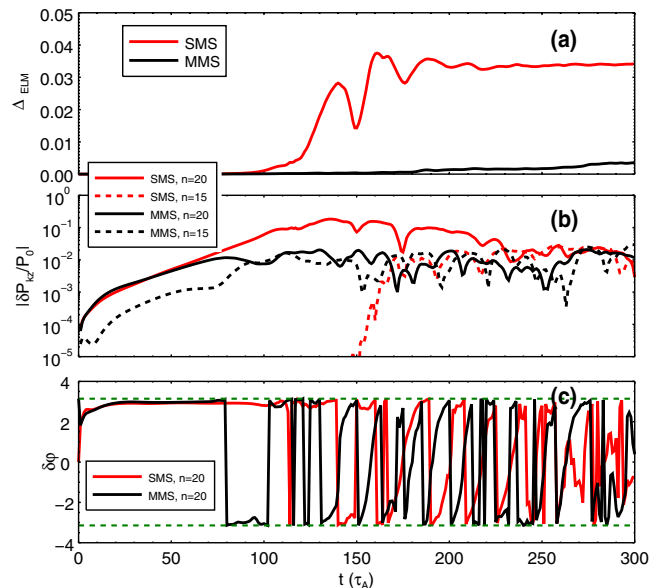 (a)
0.05
0.04
0.03
0.02
0.01
0.00
Δ ELM
SMS
MMS
(b)
10^0
10^-1
10^-2
10^-3
10^-4
10^-5
|δP_kz/P_0|
SMS, n=20
SMS, n=15
MMS, n=20
MMS, n=15
(c)
4
2
0
−2
−4
δφ
SMS, n=20
MMS, n=20
0 50 100 150 200 250 300
t (τ_A)